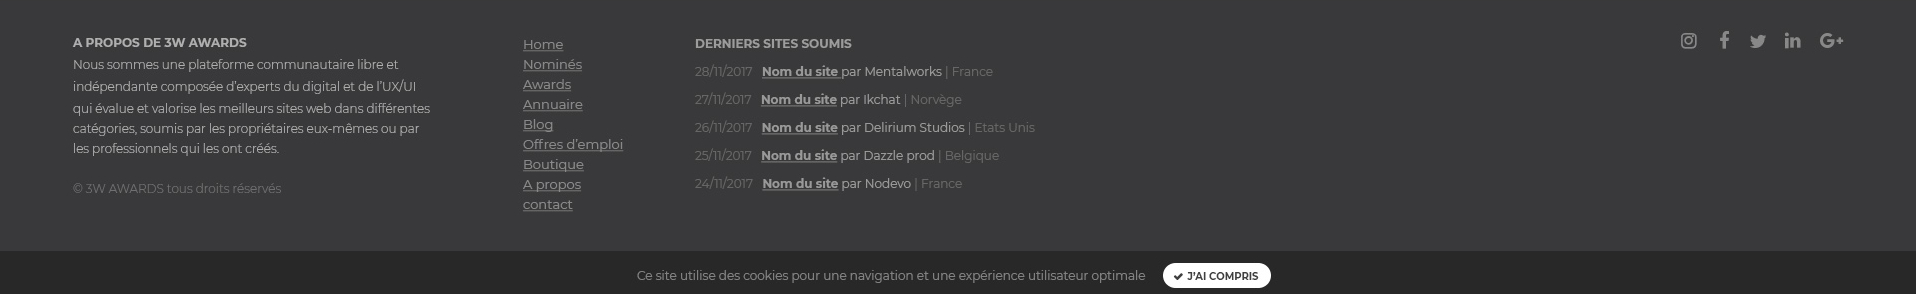 A PROPOS DE 3W AWARDS
Nous sommes une plateforme communautaire libre et
indépendante composée d'experts du digital et de l'UX/UI
qui évalue et valorise les meilleurs sites web dans différentes
catégories, soumis par les propriétaires eux-mêmes ou par
les professionnels qui les ont créés.
© 3W AWARDS tous droits réservés
Home
Nominés
Awards
Annuaire
Blog
Offres d'emploi
Boutique
A propos
contact
DERNIERS SITES SOUMIS
28/11/2017 Nom du site par Mentalworks | France
27/11/2017 Nom du site par Ikchat | Norvège
26/11/2017 Nom du site par Delirium Studios | Etats Unis
25/11/2017 Nom du site par Dazzle prod | Belgique
24/11/2017 Nom du site par Nodevo | France
Ce site utilise des cookies pour une navigation et une expérience utilisateur optimale
J'AI COMPRIS